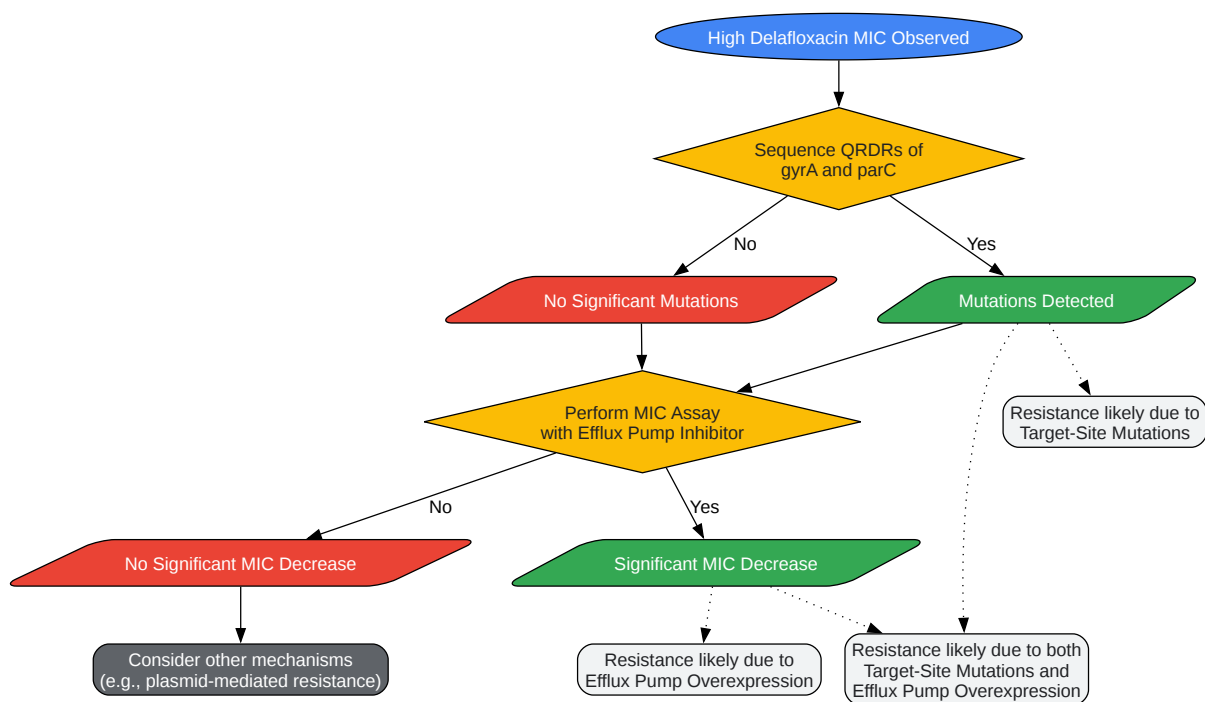 High Delafloxacin MIC Observed
Sequence QRDRs of
gyrA and parC
No
Yes
No Significant Mutations
Mutations Detected
Perform MIC Assay
with Efflux Pump Inhibitor
Resistance likely due to
Target-Site Mutations
No
Yes
No Significant MIC Decrease
Significant MIC Decrease
Consider other mechanisms
(e.g., plasmid-mediated resistance)
Resistance likely due to
Efflux Pump Overexpression
Resistance likely due to both
Target-Site Mutations and
Efflux Pump Overexpression